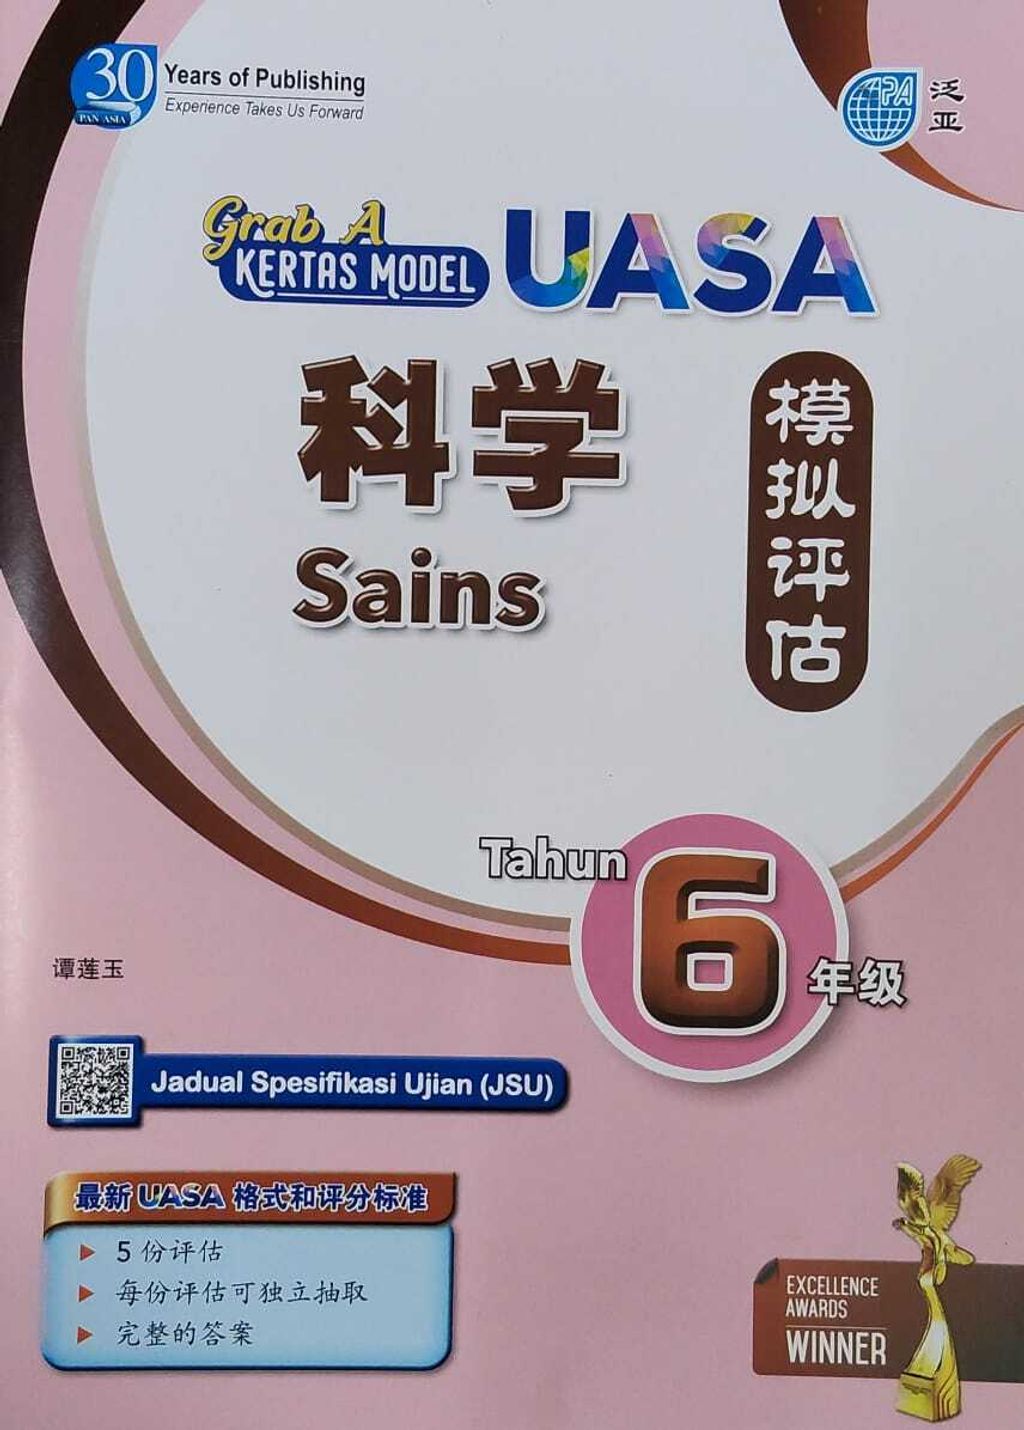 30
PAN ASIA
Years of Publishing
Experience Takes Us Forward
PA
泛亚
Grab A
KERTAS MODEL
UASA
科学
Sains
模拟评估
Tahun
6
年级
谭莲玉
Jadual Spesifikasi Ujian (JSU)
最新 UASA 格式和评分标准
5 份评估
每份评估可独立抽取
完整的答案
EXCELLENCE
AWARDS
WINNER